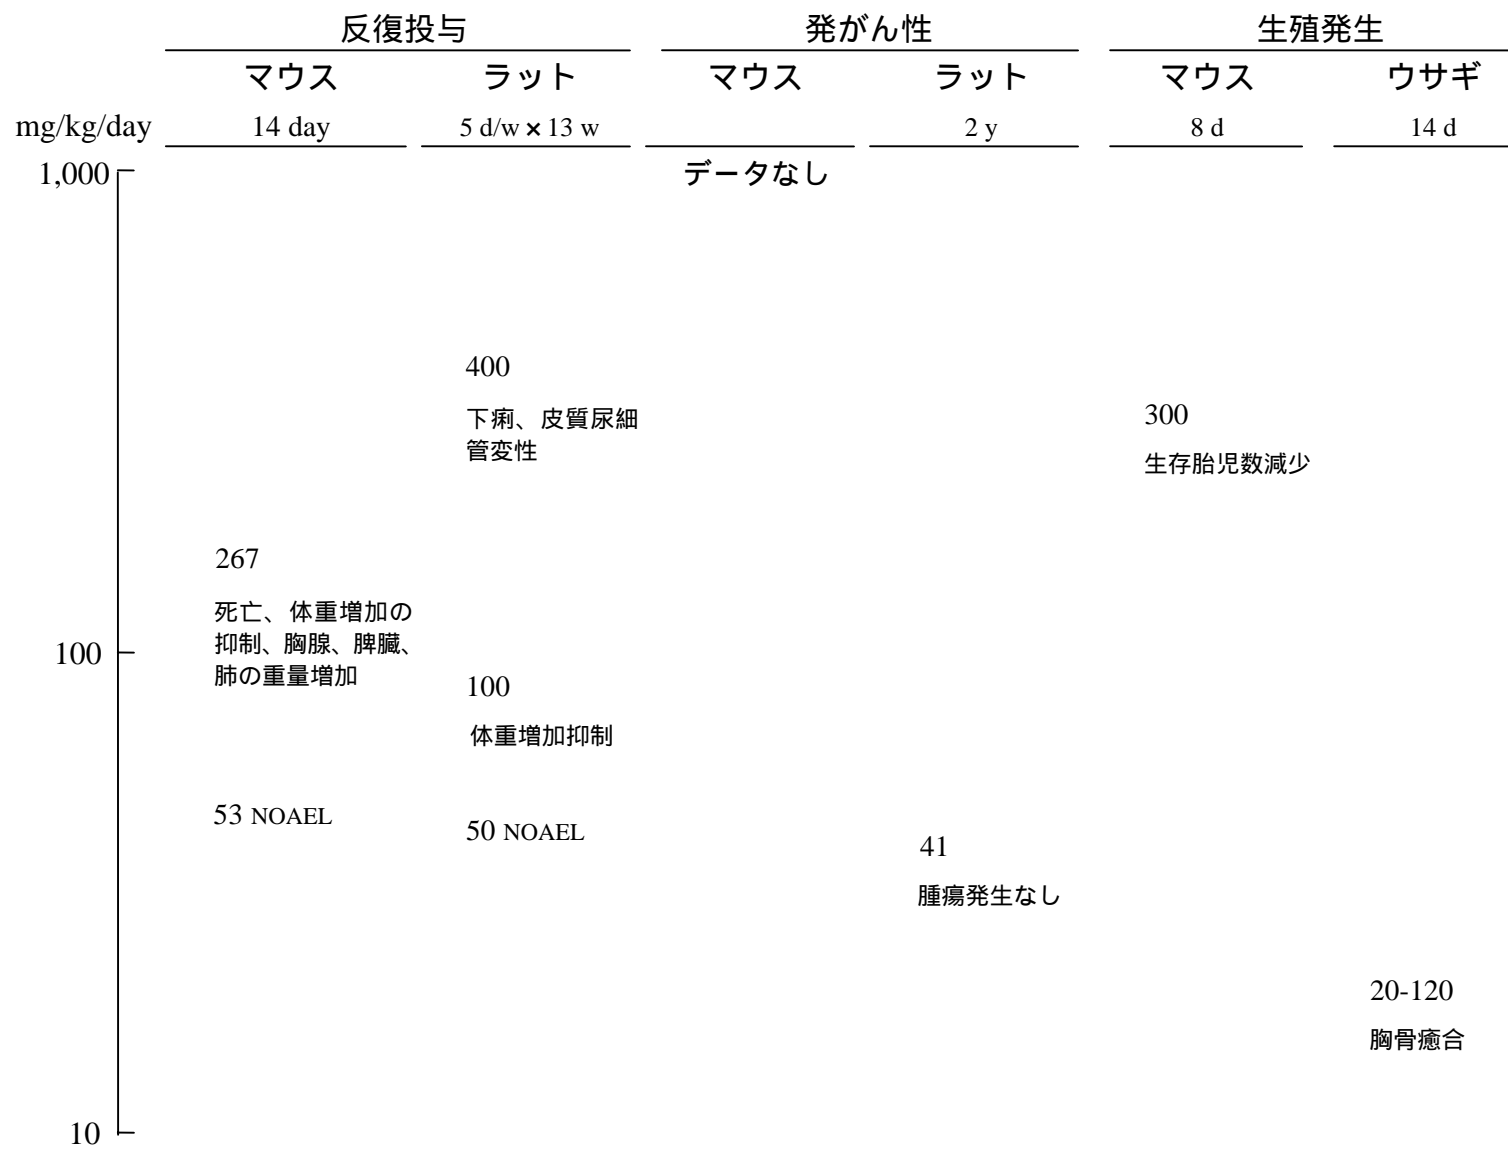 反復投与 発がん性 生殖発生
マウス ラット マウス ラット マウス ウサギ
mg/kg/day 14 day 5 d/w × 13 w 2 y 8 d 14 d
1,000 データなし
400
下痢、皮質尿細
管変性
300
生存胎児数減少
267
死亡、体重増加の
抑制、胸腺、脾臓、
肺の重量増加
100
100
体重増加抑制
53 NOAEL
50 NOAEL
41
腫瘍発生なし
20-120
胸骨癒合
10